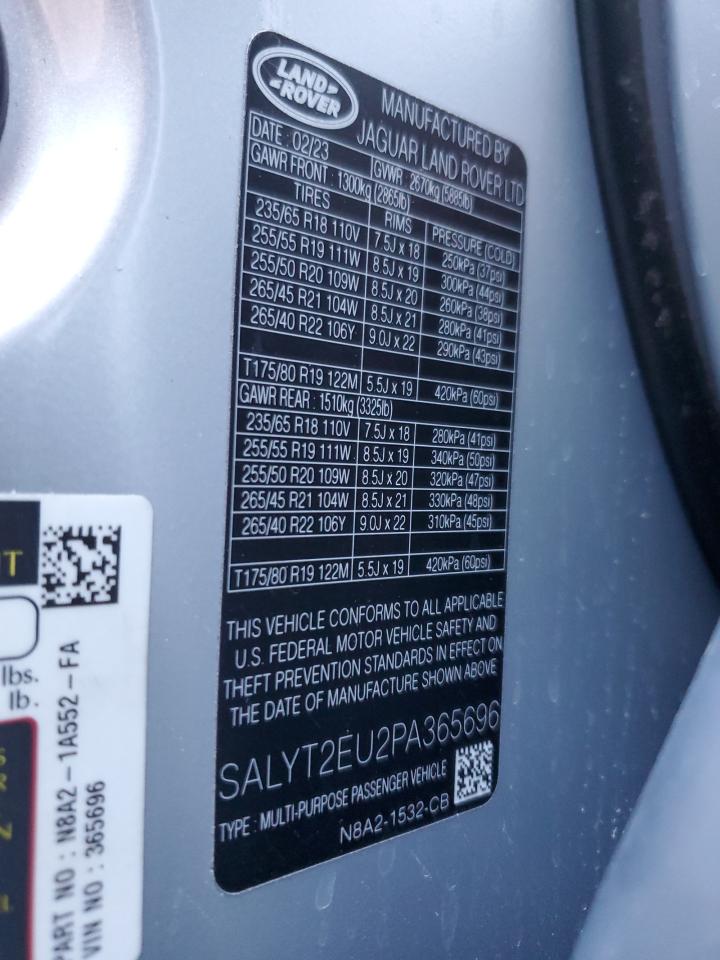 LAND ROVER
MANUFACTURED BY
JAGUAR LAND ROVER LTD
DATE : 02/23 GVWR : 2670kg (5885lb)
GAWR FRONT : 1300kg (2865lb)
TIRES RIMS PRESSURE (COLD)
235/65 R18 110V 7.5J x 18 250kPa (37psi)
255/55 R19 111W 8.5J x 19 300kPa (44psi)
255/50 R20 109W 8.5J x 20 260kPa (38psi)
265/45 R21 104W 8.5J x 21 280kPa (41psi)
265/40 R22 106Y 9.0J x 22 290kPa (43psi)
T175/80 R19 122M 5.5J x 19 420kPa (60psi)
GAWR REAR : 1510kg (3325lb)
235/65 R18 110V 7.5J x 18 280kPa (41psi)
255/55 R19 111W 8.5J x 19 340kPa (50psi)
255/50 R20 109W 8.5J x 20 320kPa (47psi)
265/45 R21 104W 8.5J x 21 330kPa (48psi)
265/40 R22 106Y 9.0J x 22 310kPa (45psi)
T175/80 R19 122M 5.5J x 19 420kPa (60psi)
THIS VEHICLE CONFORMS TO ALL APPLICABLE
U.S. FEDERAL MOTOR VEHICLE SAFETY AND
THEFT PREVENTION STANDARDS IN EFFECT ON
THE DATE OF MANUFACTURE SHOWN ABOVE
SALYT2EU2PA365696
TYPE : MULTI-PURPOSE PASSENGER VEHICLE
N8A2-1532-CB
lbs.
lb.
PART NO : N8A2-1A552-FA
VIN NO : 365696